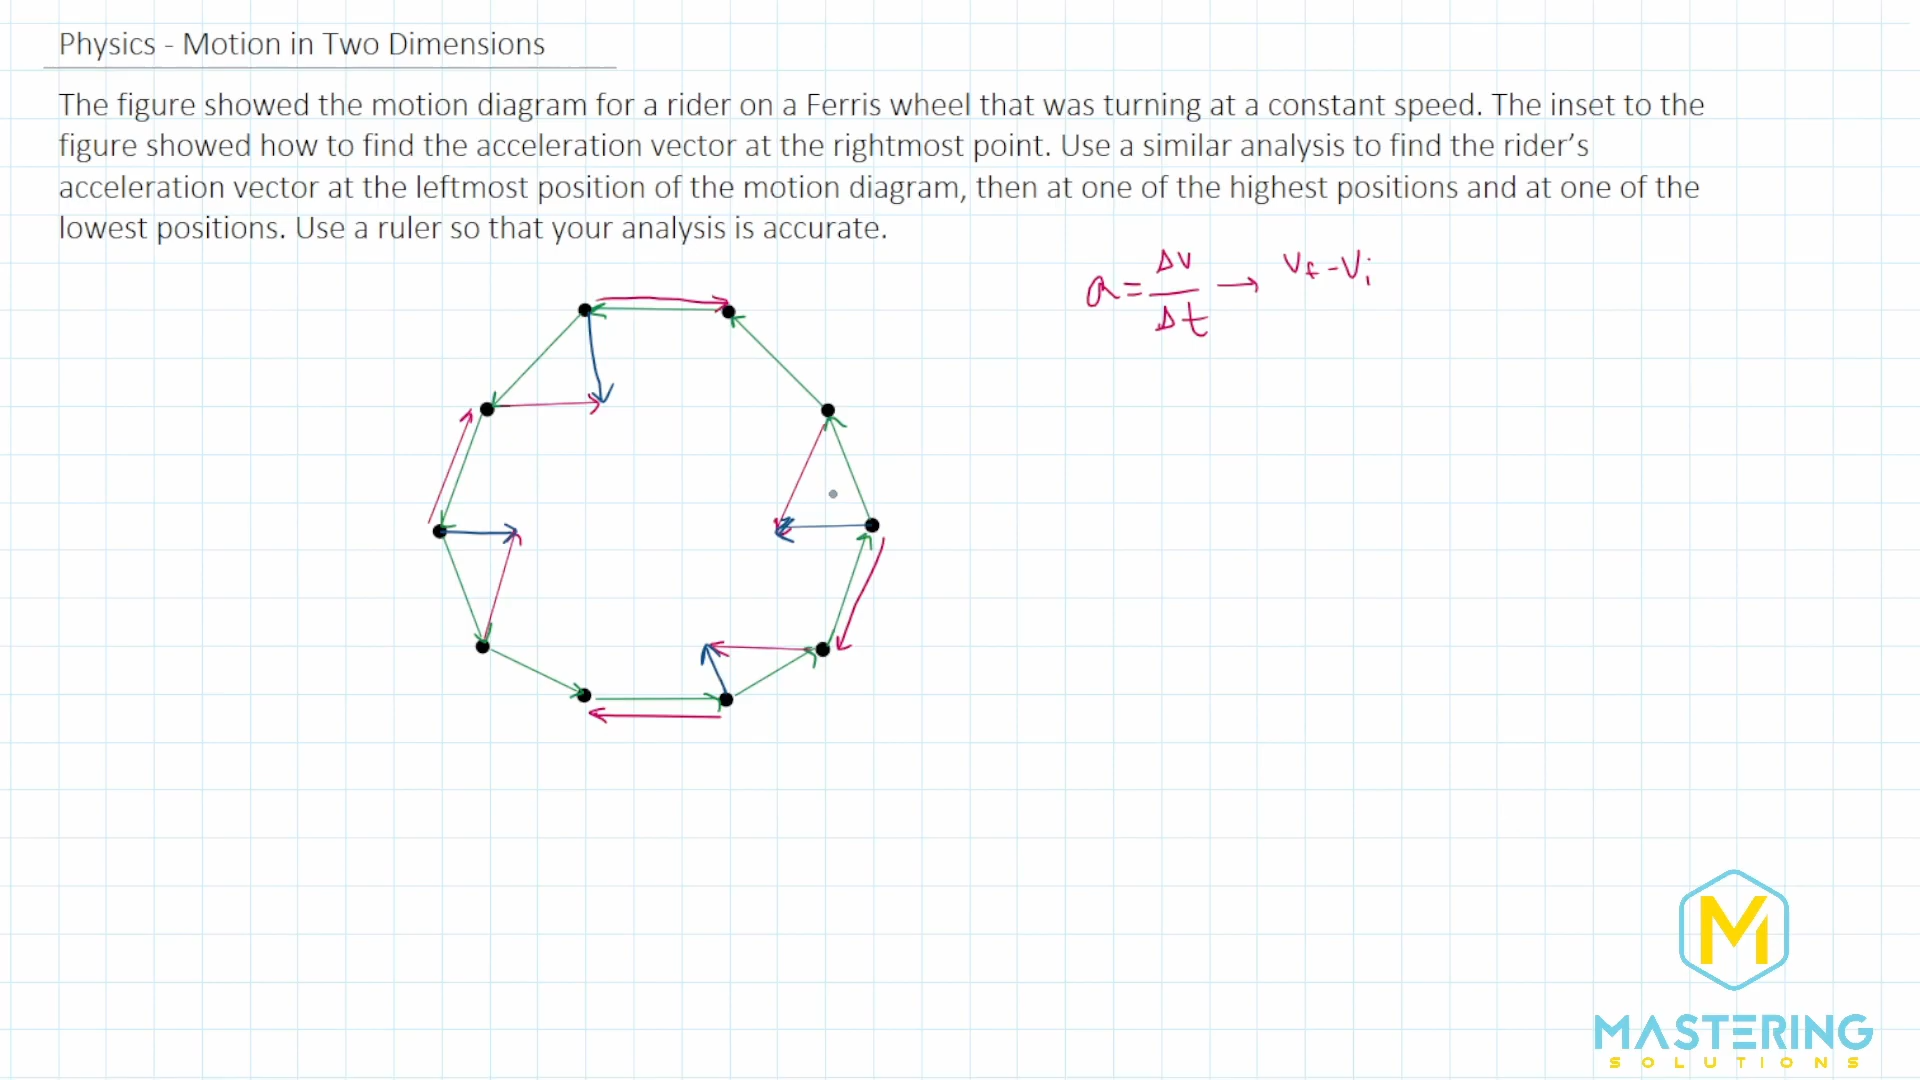 Physics - Motion in Two Dimensions
The figure showed the motion diagram for a rider on a Ferris wheel that was turning at a constant speed. The inset to the
figure showed how to find the acceleration vector at the rightmost point. Use a similar analysis to find the rider’s
acceleration vector at the leftmost position of the motion diagram, then at one of the highest positions and at one of the
lowest positions. Use a ruler so that your analysis is accurate.
a = Δv/Δt → Vf - Vi
M
MASTERING
SOLUTIONS